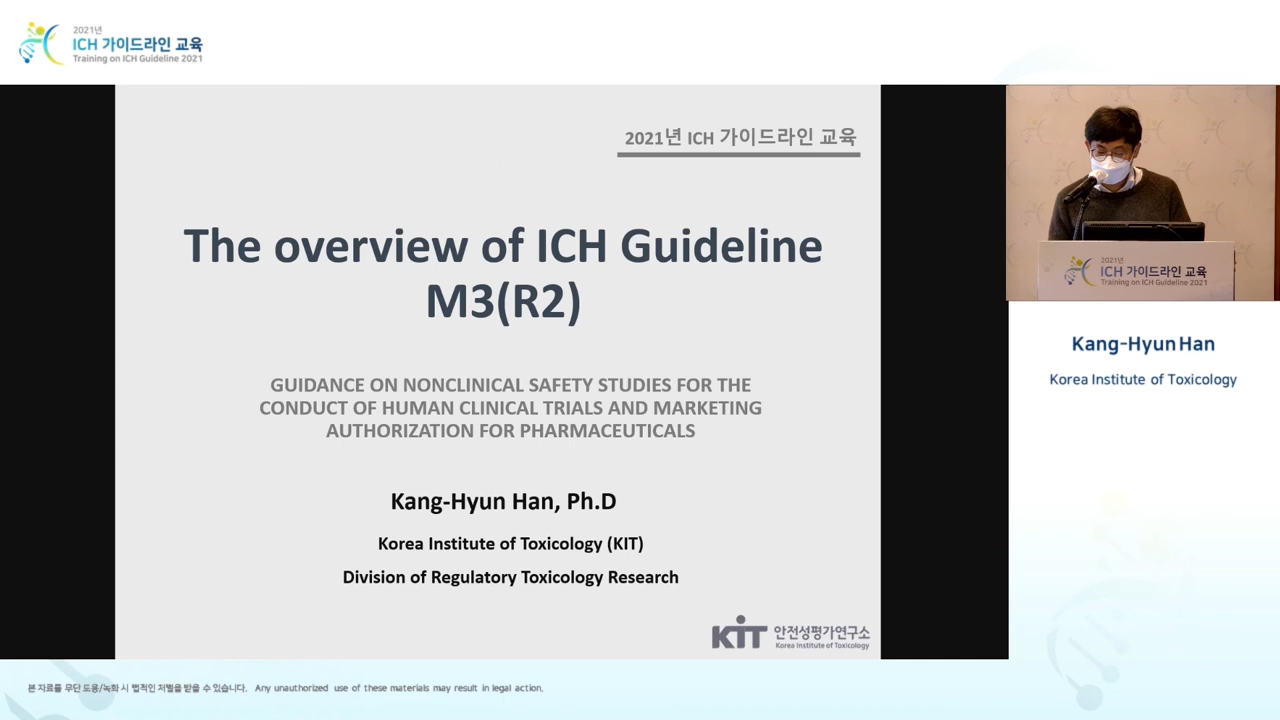 2021년
ICH 가이드라인 교육
Training on ICH Guideline 2021
2021년 ICH 가이드라인 교육
The overview of ICH Guideline
M3(R2)
GUIDANCE ON NONCLINICAL SAFETY STUDIES FOR THE
CONDUCT OF HUMAN CLINICAL TRIALS AND MARKETING
AUTHORIZATION FOR PHARMACEUTICALS
Kang-Hyun Han, Ph.D
Korea Institute of Toxicology (KIT)
Division of Regulatory Toxicology Research
KIT 안전성평가연구소
Korea Institute of Toxicology
2021년
ICH 가이드라인 교육
Training on ICH Guideline 2021
Kang-Hyun Han
Korea Institute of Toxicology
본 자료를 무단 도용/녹화 시 법적인 처벌을 받을 수 있습니다. Any unauthorized use of these materials may result in legal action.